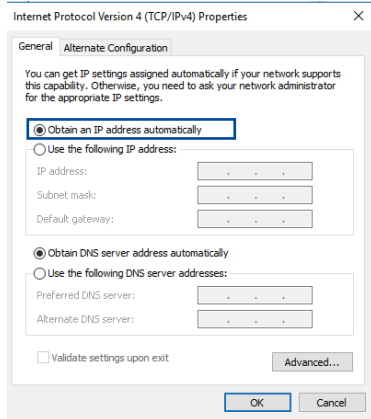 Internet Protocol Version 4 (TCP/IPv4) Properties
General Alternate Configuration
You can get IP settings assigned automatically if your network supports
this capability. Otherwise, you need to ask your network administrator
for the appropriate IP settings.
Obtain an IP address automatically
Use the following IP address:
IP address:
Subnet mask:
Default gateway:
Obtain DNS server address automatically
Use the following DNS server addresses:
Preferred DNS server:
Alternate DNS server:
Validate settings upon exit
Advanced...
OK Cancel